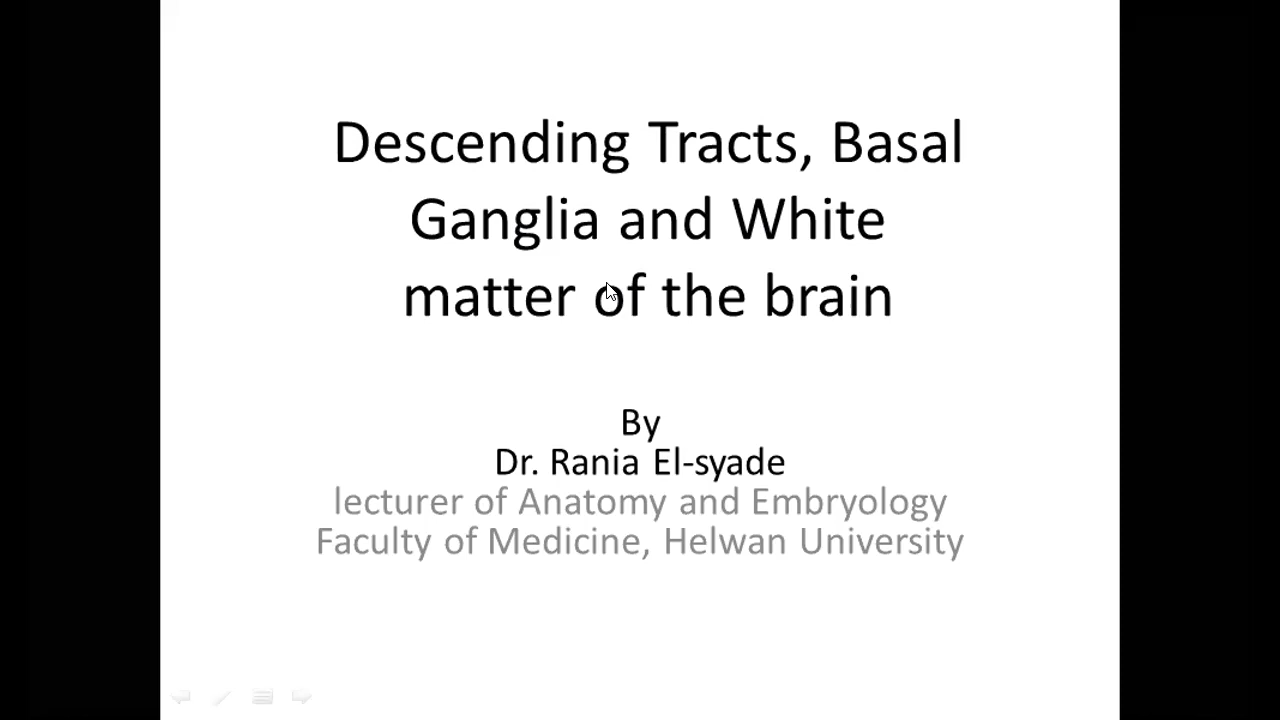 Descending Tracts, Basal
Ganglia and White
matter of the brain
By
Dr. Rania El-syade
lecturer of Anatomy and Embryology
Faculty of Medicine, Helwan University